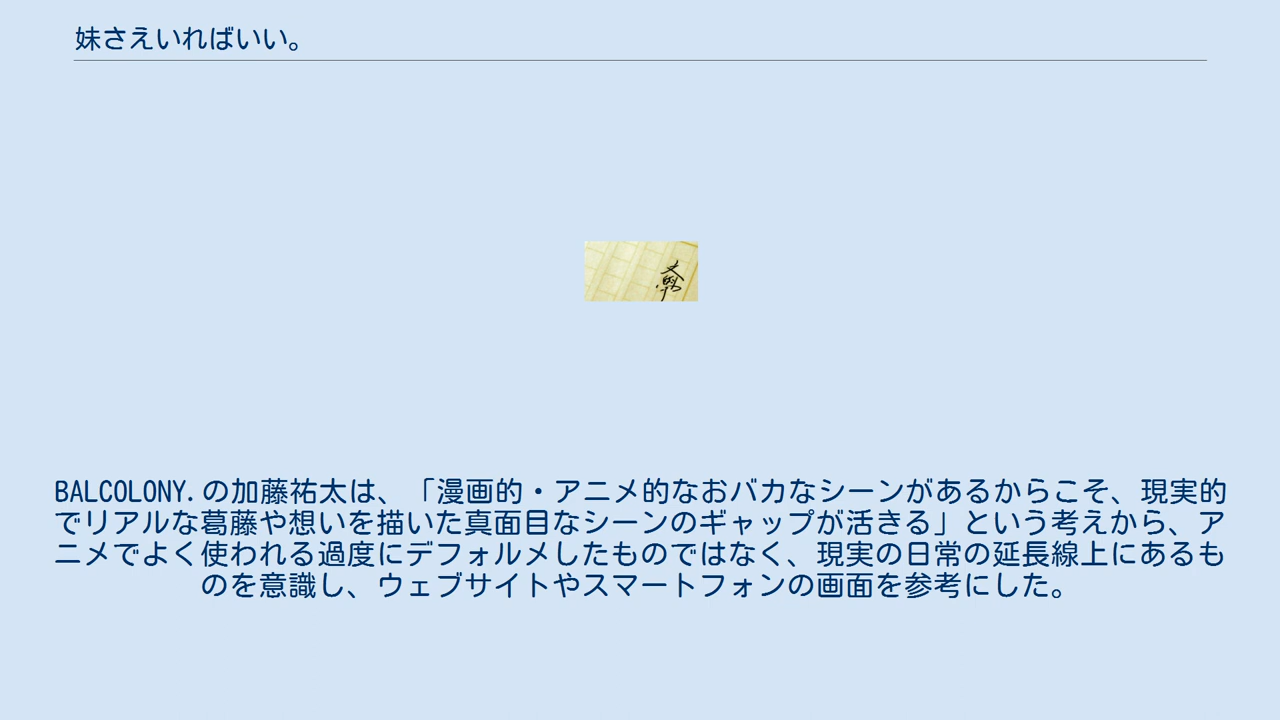 妹さえいればいい。
BALCOLONY.の加藤祐太は、「漫画的・アニメ的なおバカなシーンがあるからこそ、現実的
でリアルな葛藤や想いを描いた真面目なシーンのギャップが活きる」という考えから、ア
ニメでよく使われる過度にデフォルメしたものではなく、現実の日常の延長線上にあるも
のを意識し、ウェブサイトやスマートフォンの画面を参考にした。